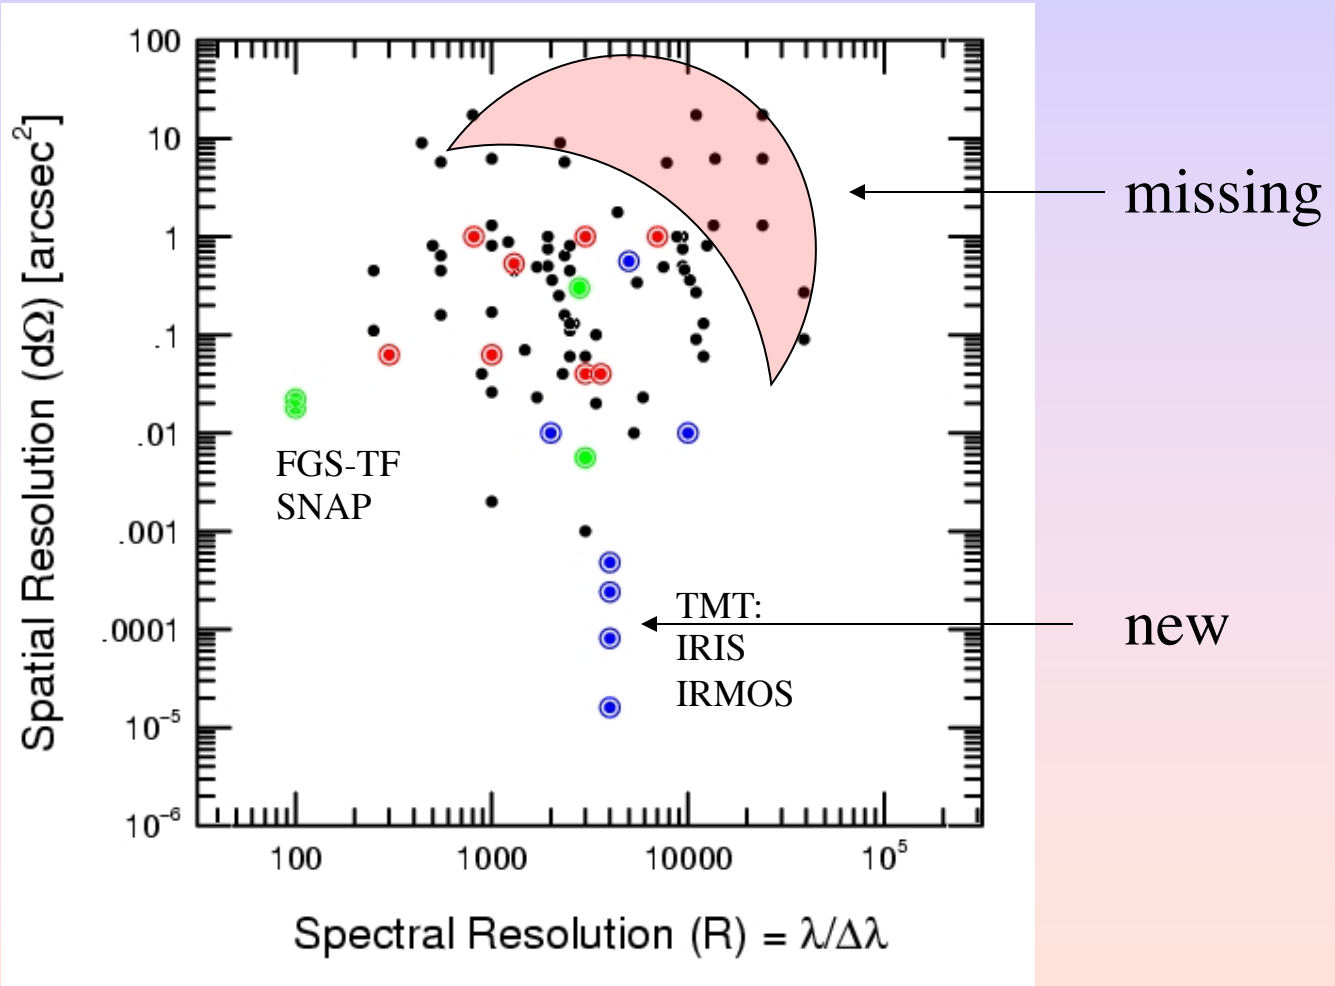 100
10
1
.1
.01
.001
.0001
10⁻⁵
10⁻⁶
Spatial Resolution (dΩ) [arcsec²]
missing
FGS-TF
SNAP
TMT:
IRIS
IRMOS
new
100 1000 10000 10⁵
Spectral Resolution (R) = λ/Δλ